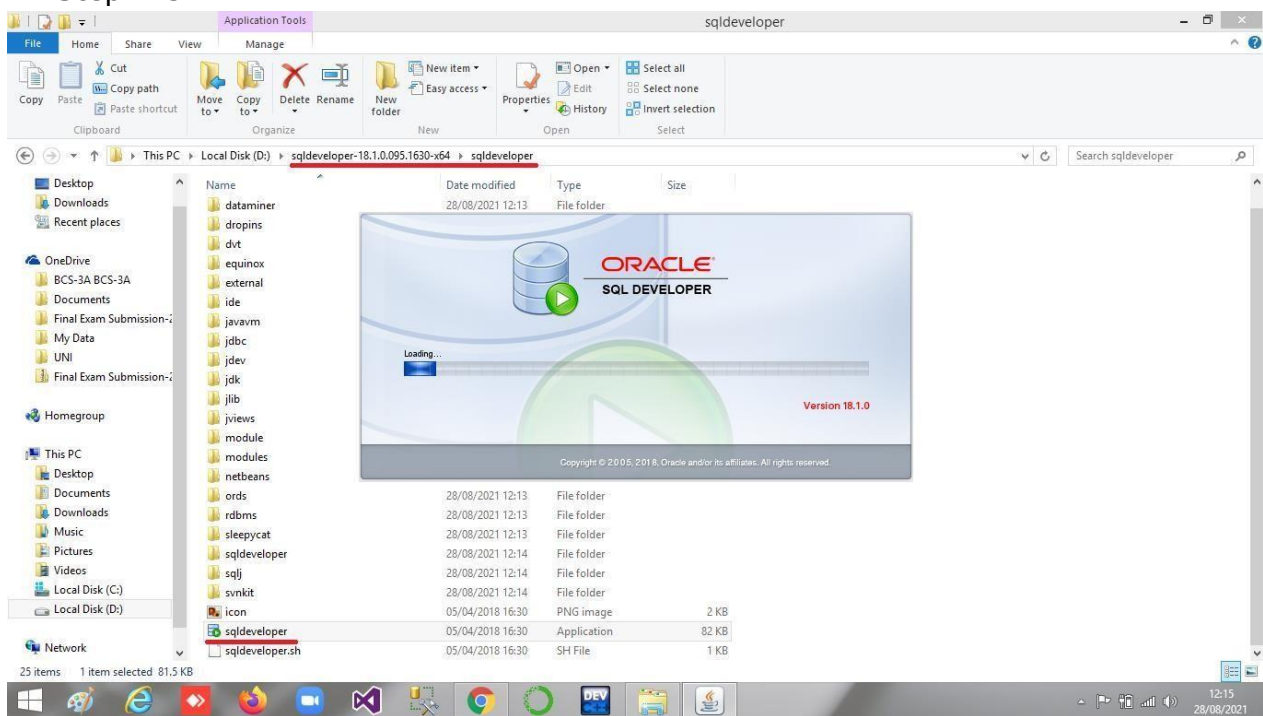 Application Tools
sqldeveloper
File Home Share View Manage
Copy
Paste
Cut
Copy path
Paste shortcut
Move to
Copy to
Delete
Rename
New folder
New item
Easy access
Properties
Open
Edit
History
Select all
Select none
Invert selection
Clipboard Organize New Open Select
This PC Local Disk (D:) sqldeveloper-18.1.0.095.1630-x64 sqldeveloper
Search sqldeveloper
Desktop
Downloads
Recent places
OneDrive
BCS-3A BCS-3A
Documents
Final Exam Submission-2
My Data
UNI
Final Exam Submission-2
Homegroup
This PC
Desktop
Documents
Downloads
Music
Pictures
Videos
Local Disk (C:)
Local Disk (D:)
Network
Name Date modified Type Size
dataminer 28/08/2021 12:13 File folder
dropins
dvt
equinox
external
ide
javavm
jdbc
jdev
jdk
jlib
jviews
module
modules
netbeans
ords 28/08/2021 12:13 File folder
rdbms 28/08/2021 12:13 File folder
sleepycat 28/08/2021 12:13 File folder
sqldeveloper 28/08/2021 12:14 File folder
sqlj 28/08/2021 12:14 File folder
svnkit 28/08/2021 12:14 File folder
icon 05/04/2018 16:30 PNG image 2 KB
sqldeveloper 05/04/2018 16:30 Application 82 KB
sqldeveloper.sh 05/04/2018 16:30 SH File 1 KB
ORACLE
SQL DEVELOPER
Loading...
Version 18.1.0
Copyright © 2005, 2018, Oracle and/or its affiliates. All rights reserved.
25 items 1 item selected 81.5 KB
DEV
12:15
28/08/2021